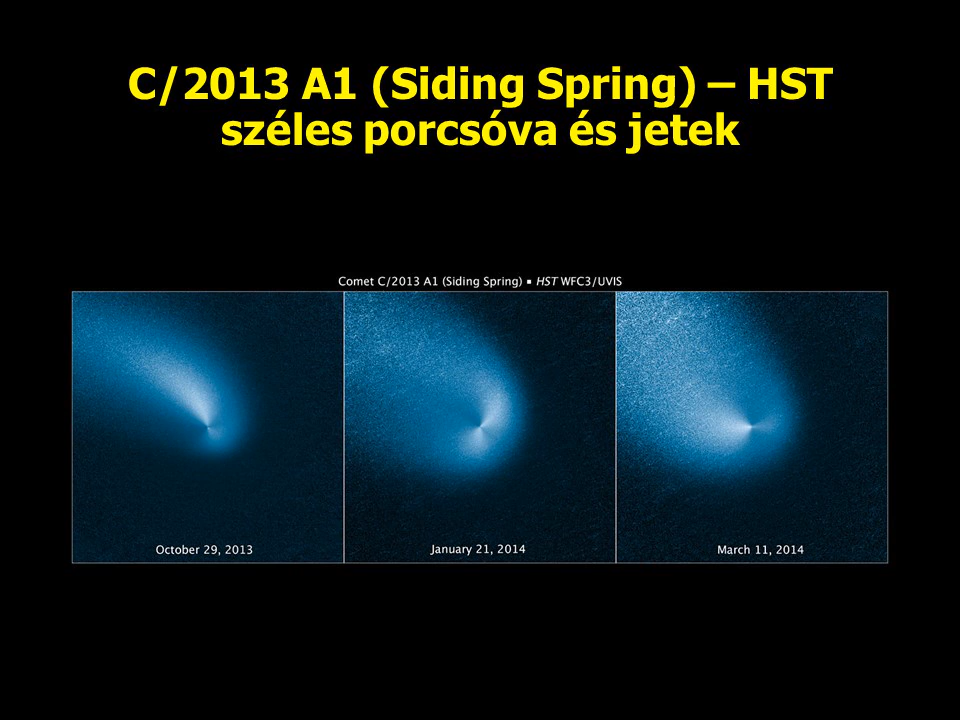 C/2013 A1 (Siding Spring) – HST
széles porcsóva és jetek
Comet C/2013 A1 (Siding Spring) ▪ HST WFC3/UVIS
October 29, 2013
January 21, 2014
March 11, 2014